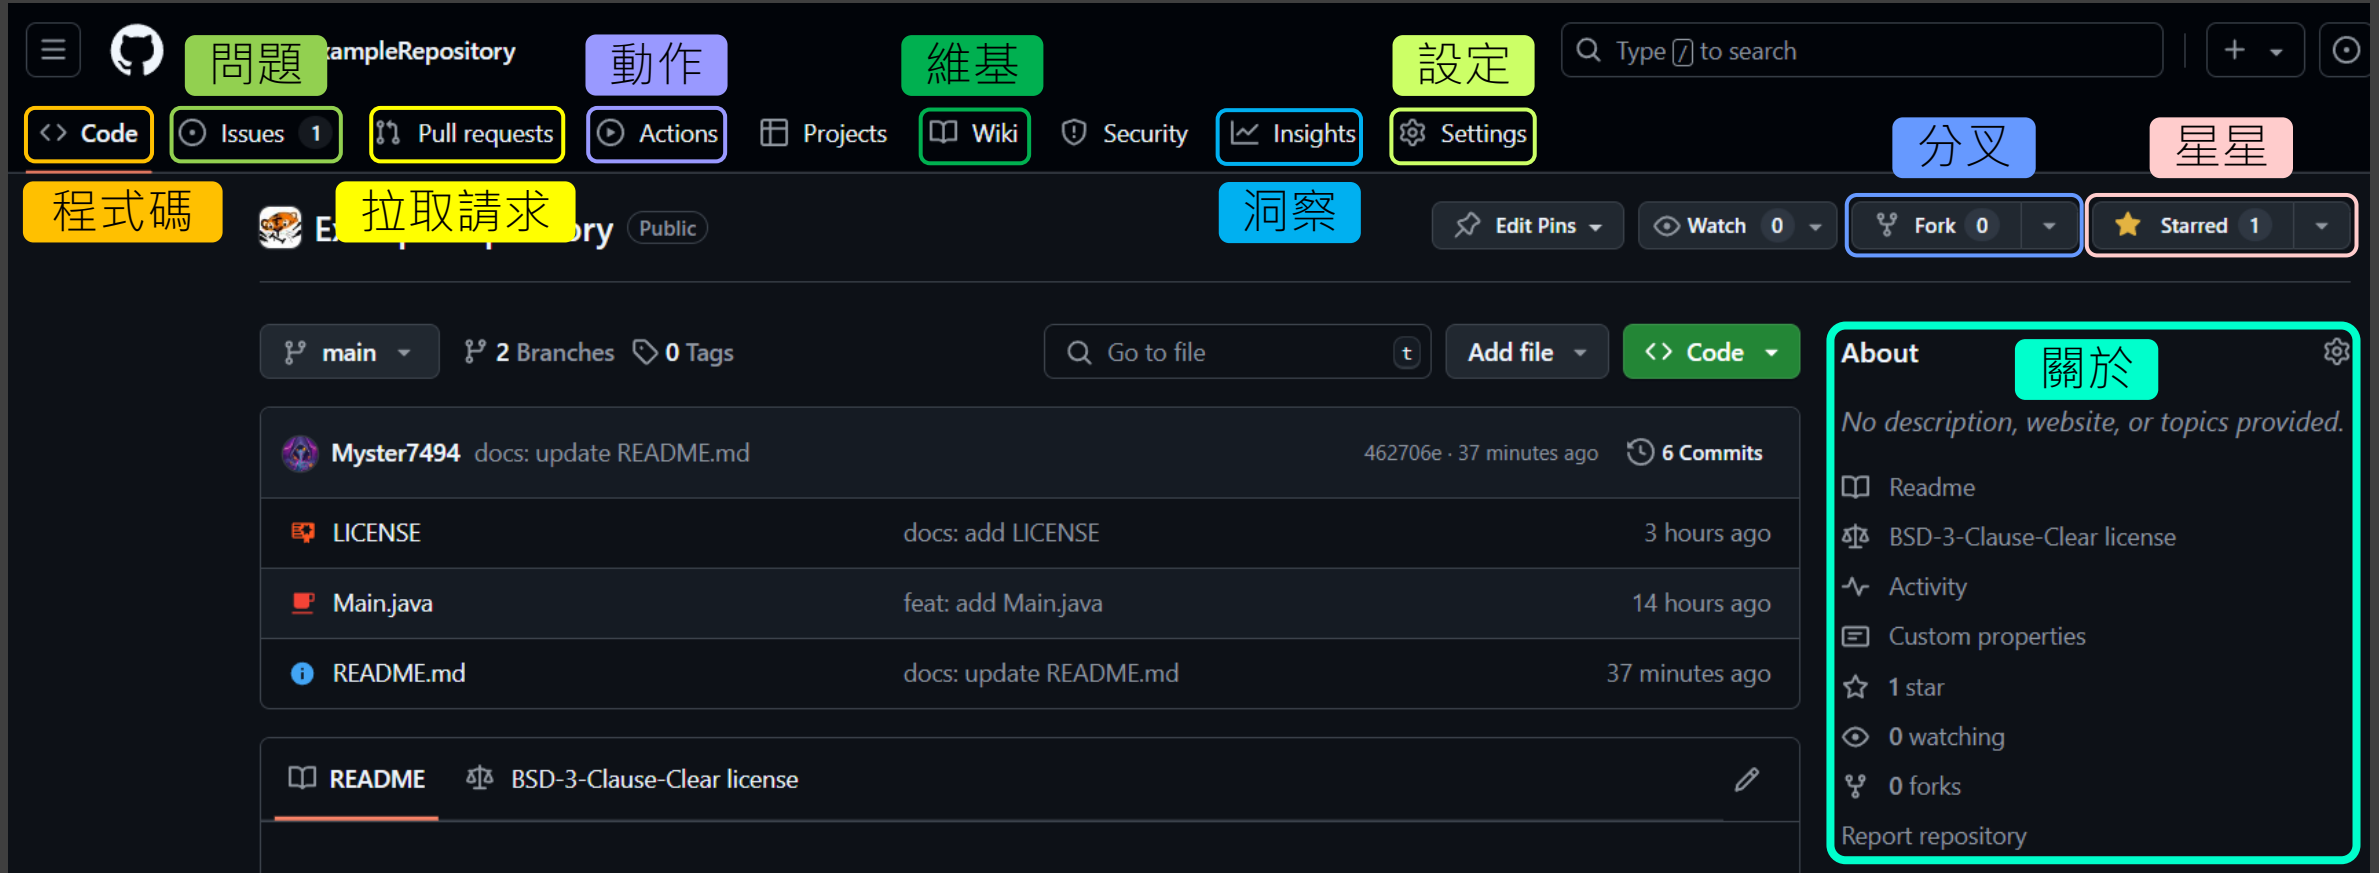 問題 xampleRepository 動作 維基 設定 Type / to search
Code Issues 1 Pull requests Actions Projects Wiki Security Insights Settings 分叉 星星
程式碼 拉取請求 Public 洞察 Edit Pins Watch 0 Fork 0 Starred 1
main 2 Branches 0 Tags Go to file t Add file Code
About 關於
No description, website, or topics provided.
Myster7494 docs: update README.md 462706e · 37 minutes ago 6 Commits
LICENSE docs: add LICENSE 3 hours ago
Main.java feat: add Main.java 14 hours ago
README.md docs: update README.md 37 minutes ago
README BSD-3-Clause-Clear license
Readme
BSD-3-Clause-Clear license
Activity
Custom properties
1 star
0 watching
0 forks
Report repository